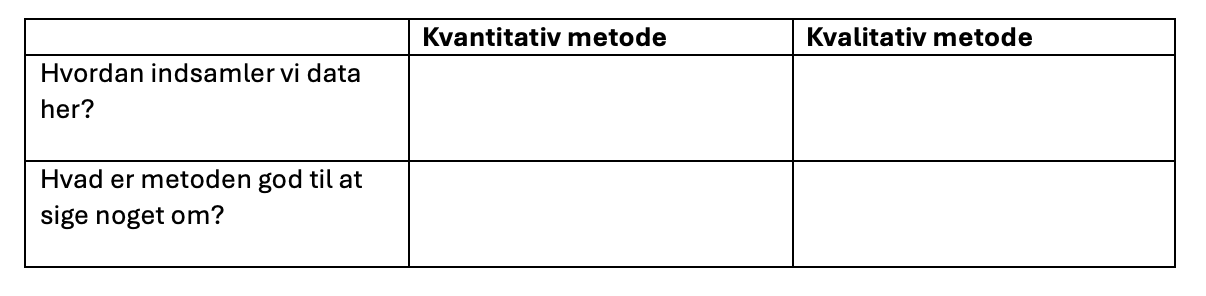 Kvantitativ metode Kvalitativ metode
Hvordan indsamler vi data
her?
Hvad er metoden god til at
sige noget om?